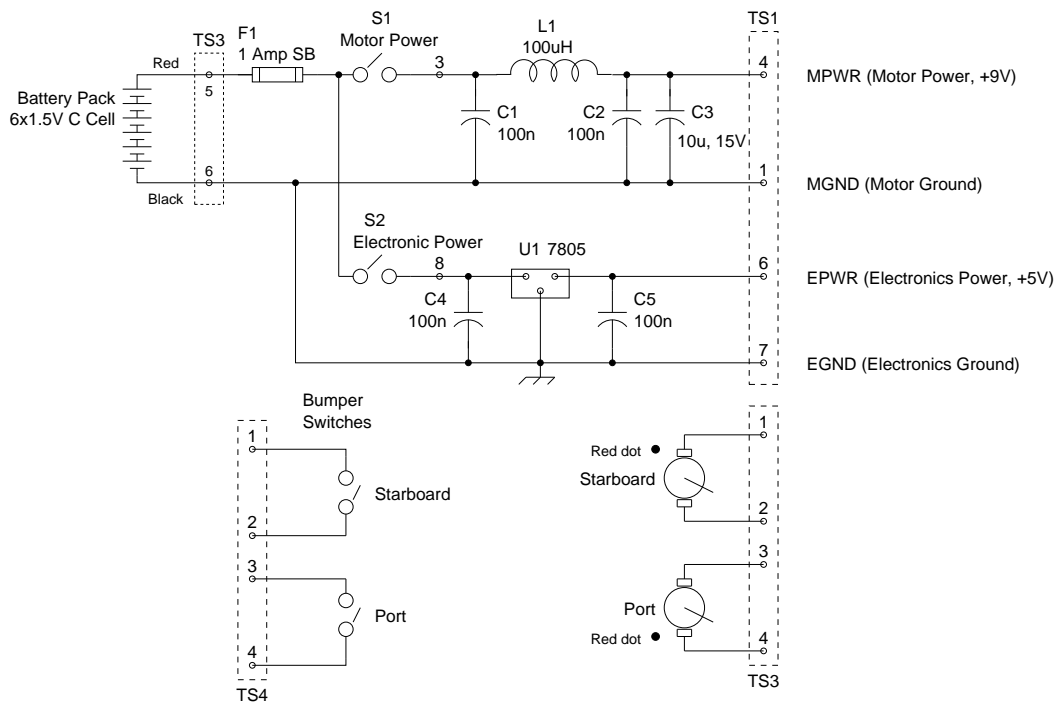 S1
Motor Power
L1
100uH
TS1
F1
1 Amp SB
TS3
Red
5
3
4
MPWR (Motor Power, +9V)
Battery Pack
6x1.5V C Cell
C1
100n
C2
100n
C3
10u, 15V
6
1
MGND (Motor Ground)
Black
S2
Electronic Power
8
U1 7805
6
EPWR (Electronics Power, +5V)
C4
100n
C5
100n
7
EGND (Electronics Ground)
Bumper
Switches
1
Starboard
2
3
Port
4
TS4
1
Red dot
Starboard
2
3
Port
Red dot
4
TS3